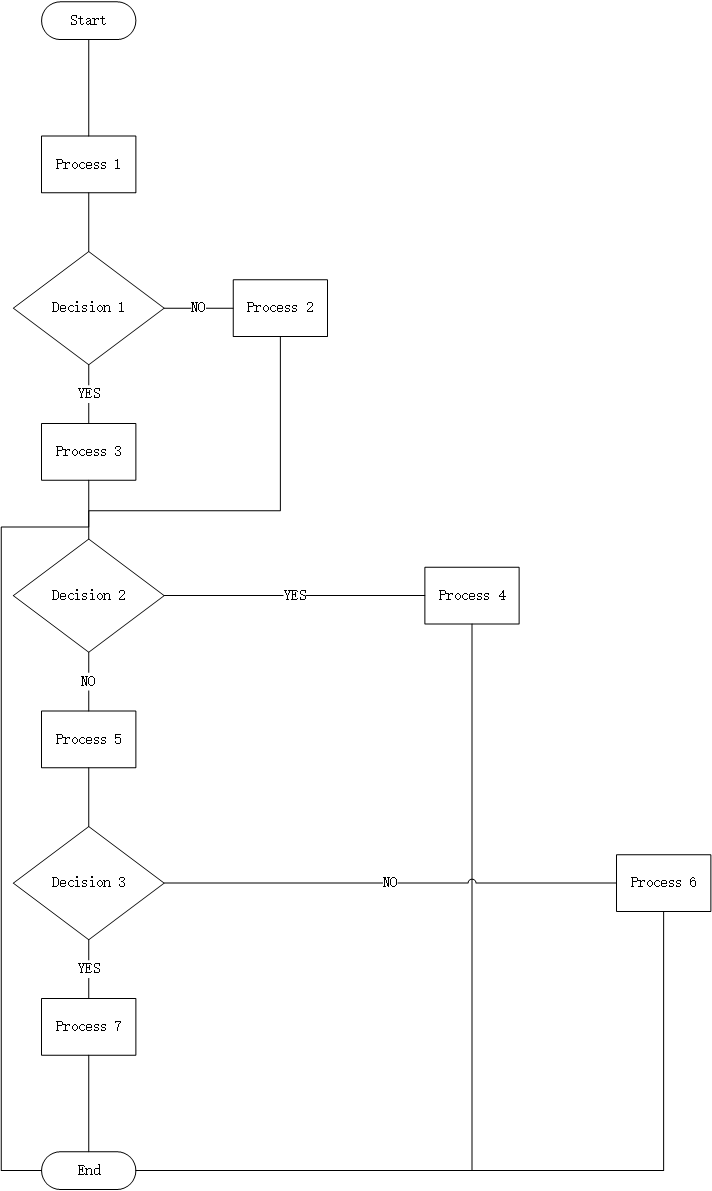 Start
Process 1
Decision 1
NO
Process 2
YES
Process 3
Decision 2
YES
Process 4
NO
Process 5
Decision 3
NO
Process 6
YES
Process 7
End